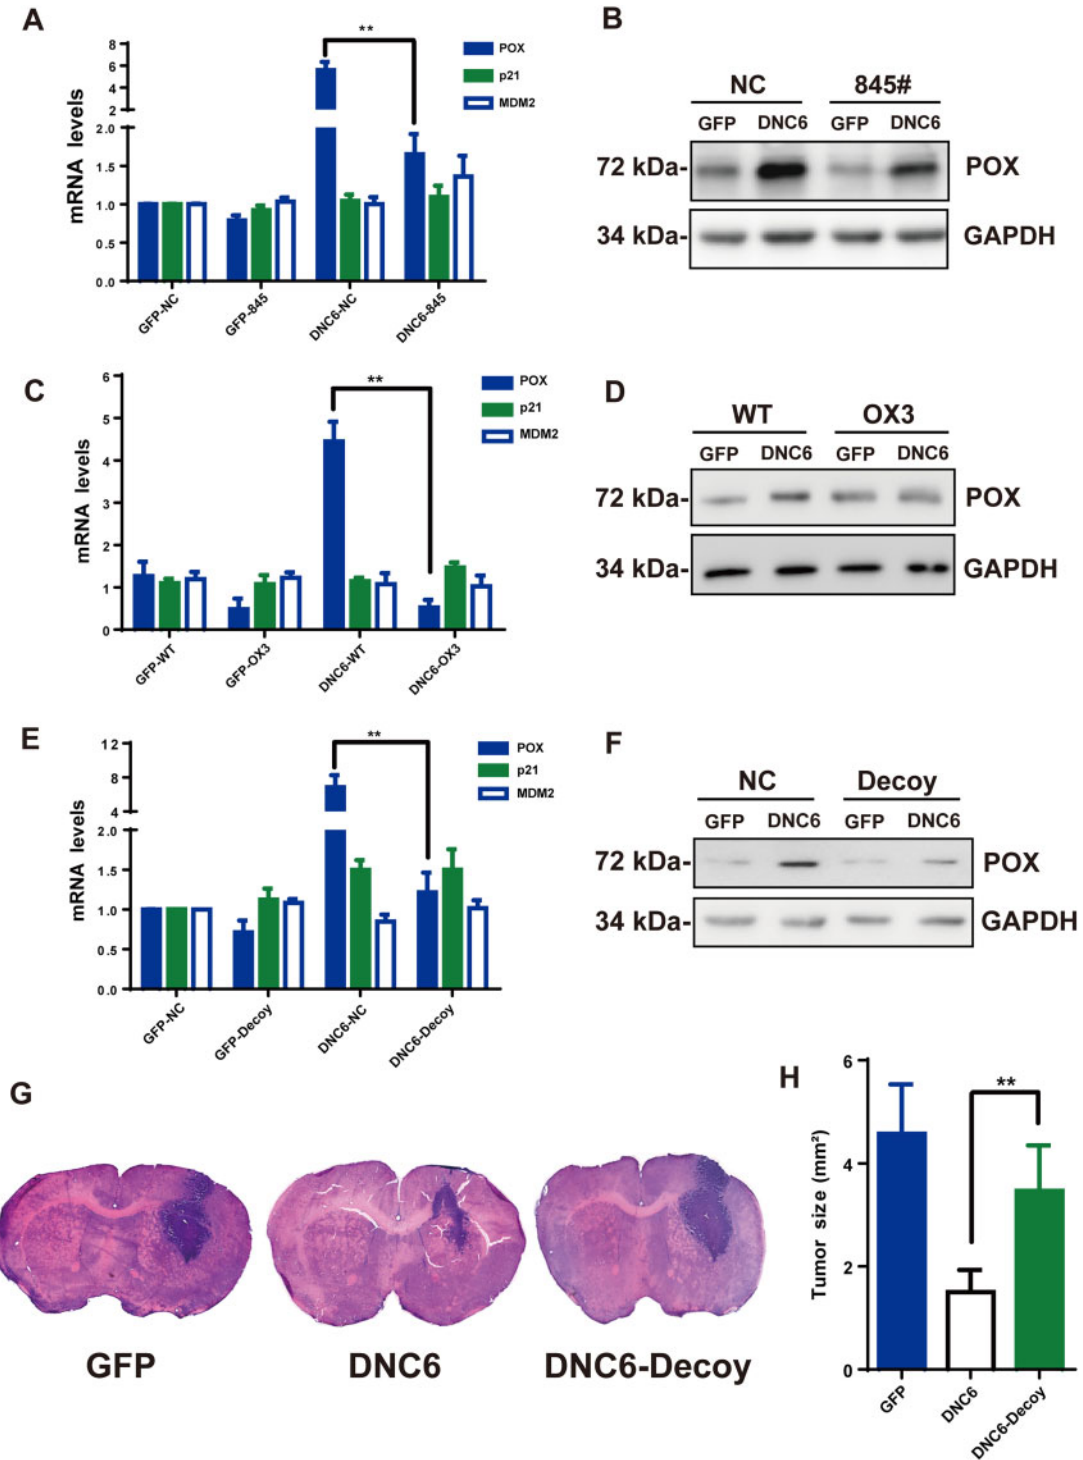 A
mRNA levels
8
6
4
2
2.0
1.5
1.0
0.5
0.0
**
POX
p21
MDM2
GFP-NC
GFP-845
DNC6-NC
DNC6-845
B
NC 845#
GFP DNC6 GFP DNC6
72 kDa- POX
34 kDa- GAPDH
C
mRNA levels
6
5
4
3
2
1
0
**
POX
p21
MDM2
GFP-WT
GFP-OX3
DNC6-WT
DNC6-OX3
D
WT OX3
GFP DNC6 GFP DNC6
72 kDa- POX
34 kDa- GAPDH
E
mRNA levels
12
8
4
2.0
1.5
1.0
0.5
0.0
**
POX
p21
MDM2
GFP-NC
GFP-Decoy
DNC6-NC
DNC6-Decoy
F
NC Decoy
GFP DNC6 GFP DNC6
72 kDa- POX
34 kDa- GAPDH
G
GFP DNC6 DNC6-Decoy
H
Tumor size (mm²)
6
4
2
0
**
GFP
DNC6
DNC6-Decoy